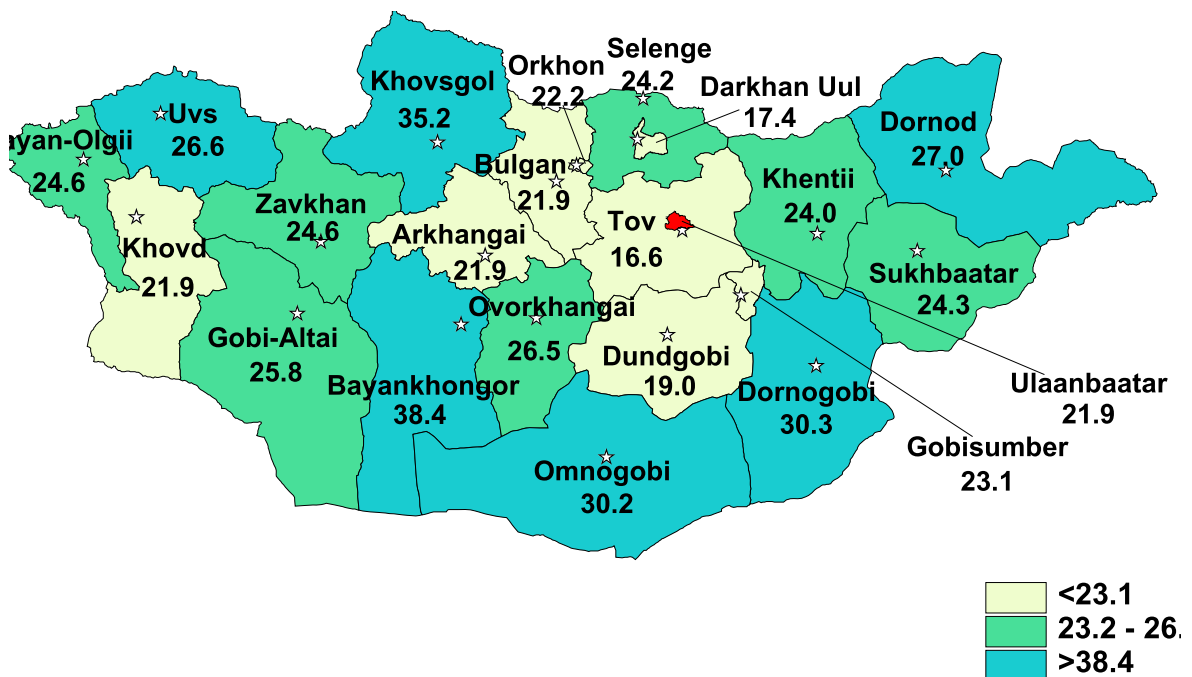 Selenge
24.2
Orkhon
22.2
Darkhan Uul
17.4
Khovsgol
35.2
Uvs
26.6
Dornod
27.0
ayan-Olgii
24.6
Bulgan
21.9
Khentii
24.0
Zavkhan
24.6
Tov
16.6
Arkhangai
21.9
Khovd
21.9
Sukhbaatar
24.3
Ovorkhangai
26.5
Gobi-Altai
25.8
Dundgobi
19.0
Bayankhongor
38.4
Dornogobi
30.3
Ulaanbaatar
21.9
Gobisumber
23.1
Omnogobi
30.2
<23.1
23.2 - 26.
>38.4